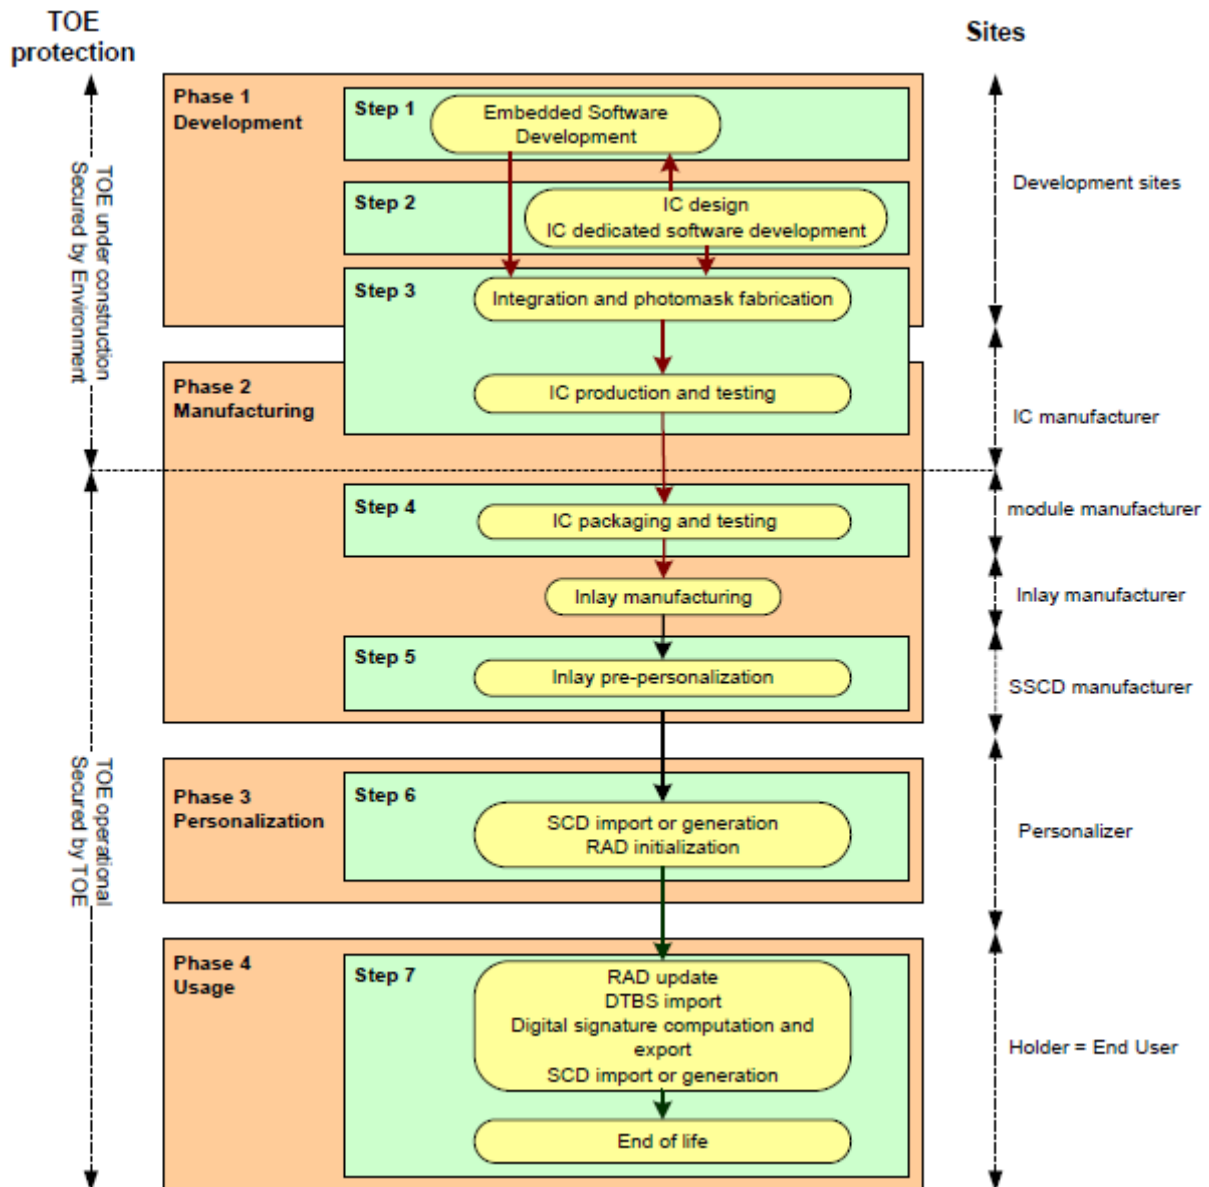 TOE
protection
Sites
Phase 1
Development
Step 1
Embedded Software
Development
Step 2
IC design
IC dedicated software development
Development sites
TOE under construction
Secured by Environment
Step 3
Integration and photomask fabrication
Phase 2
Manufacturing
IC production and testing
IC manufacturer
Step 4
IC packaging and testing
module manufacturer
Inlay manufacturing
Inlay manufacturer
Step 5
Inlay pre-personalization
SSCD manufacturer
TOE operational
Secured by TOE
Phase 3
Personalization
Step 6
SCD import or generation
RAD initialization
Personalizer
Phase 4
Usage
Step 7
RAD update
DTBS import
Digital signature computation and
export
SCD import or generation
Holder = End User
End of life